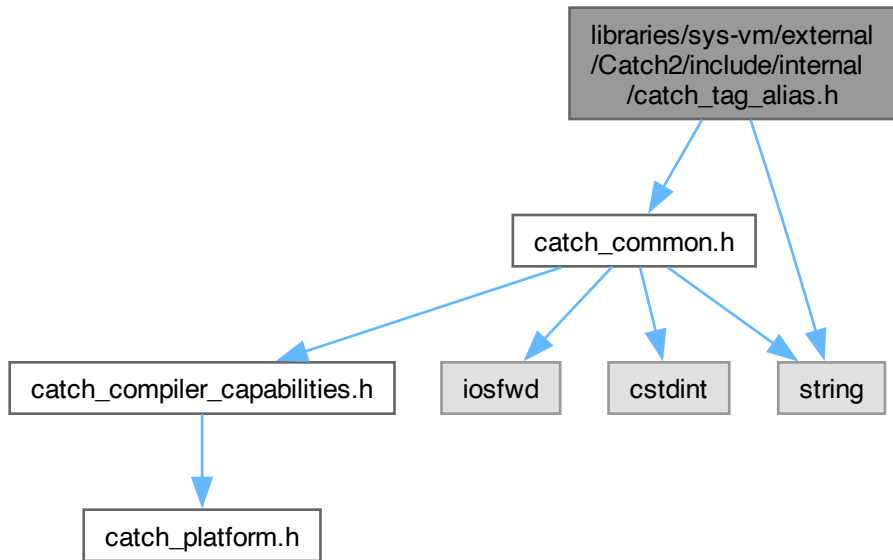 libraries/sys-vm/external
/Catch2/include/internal
/catch_tag_alias.h
catch_common.h
catch_compiler_capabilities.h
iosfwd
cstdint
string
catch_platform.h